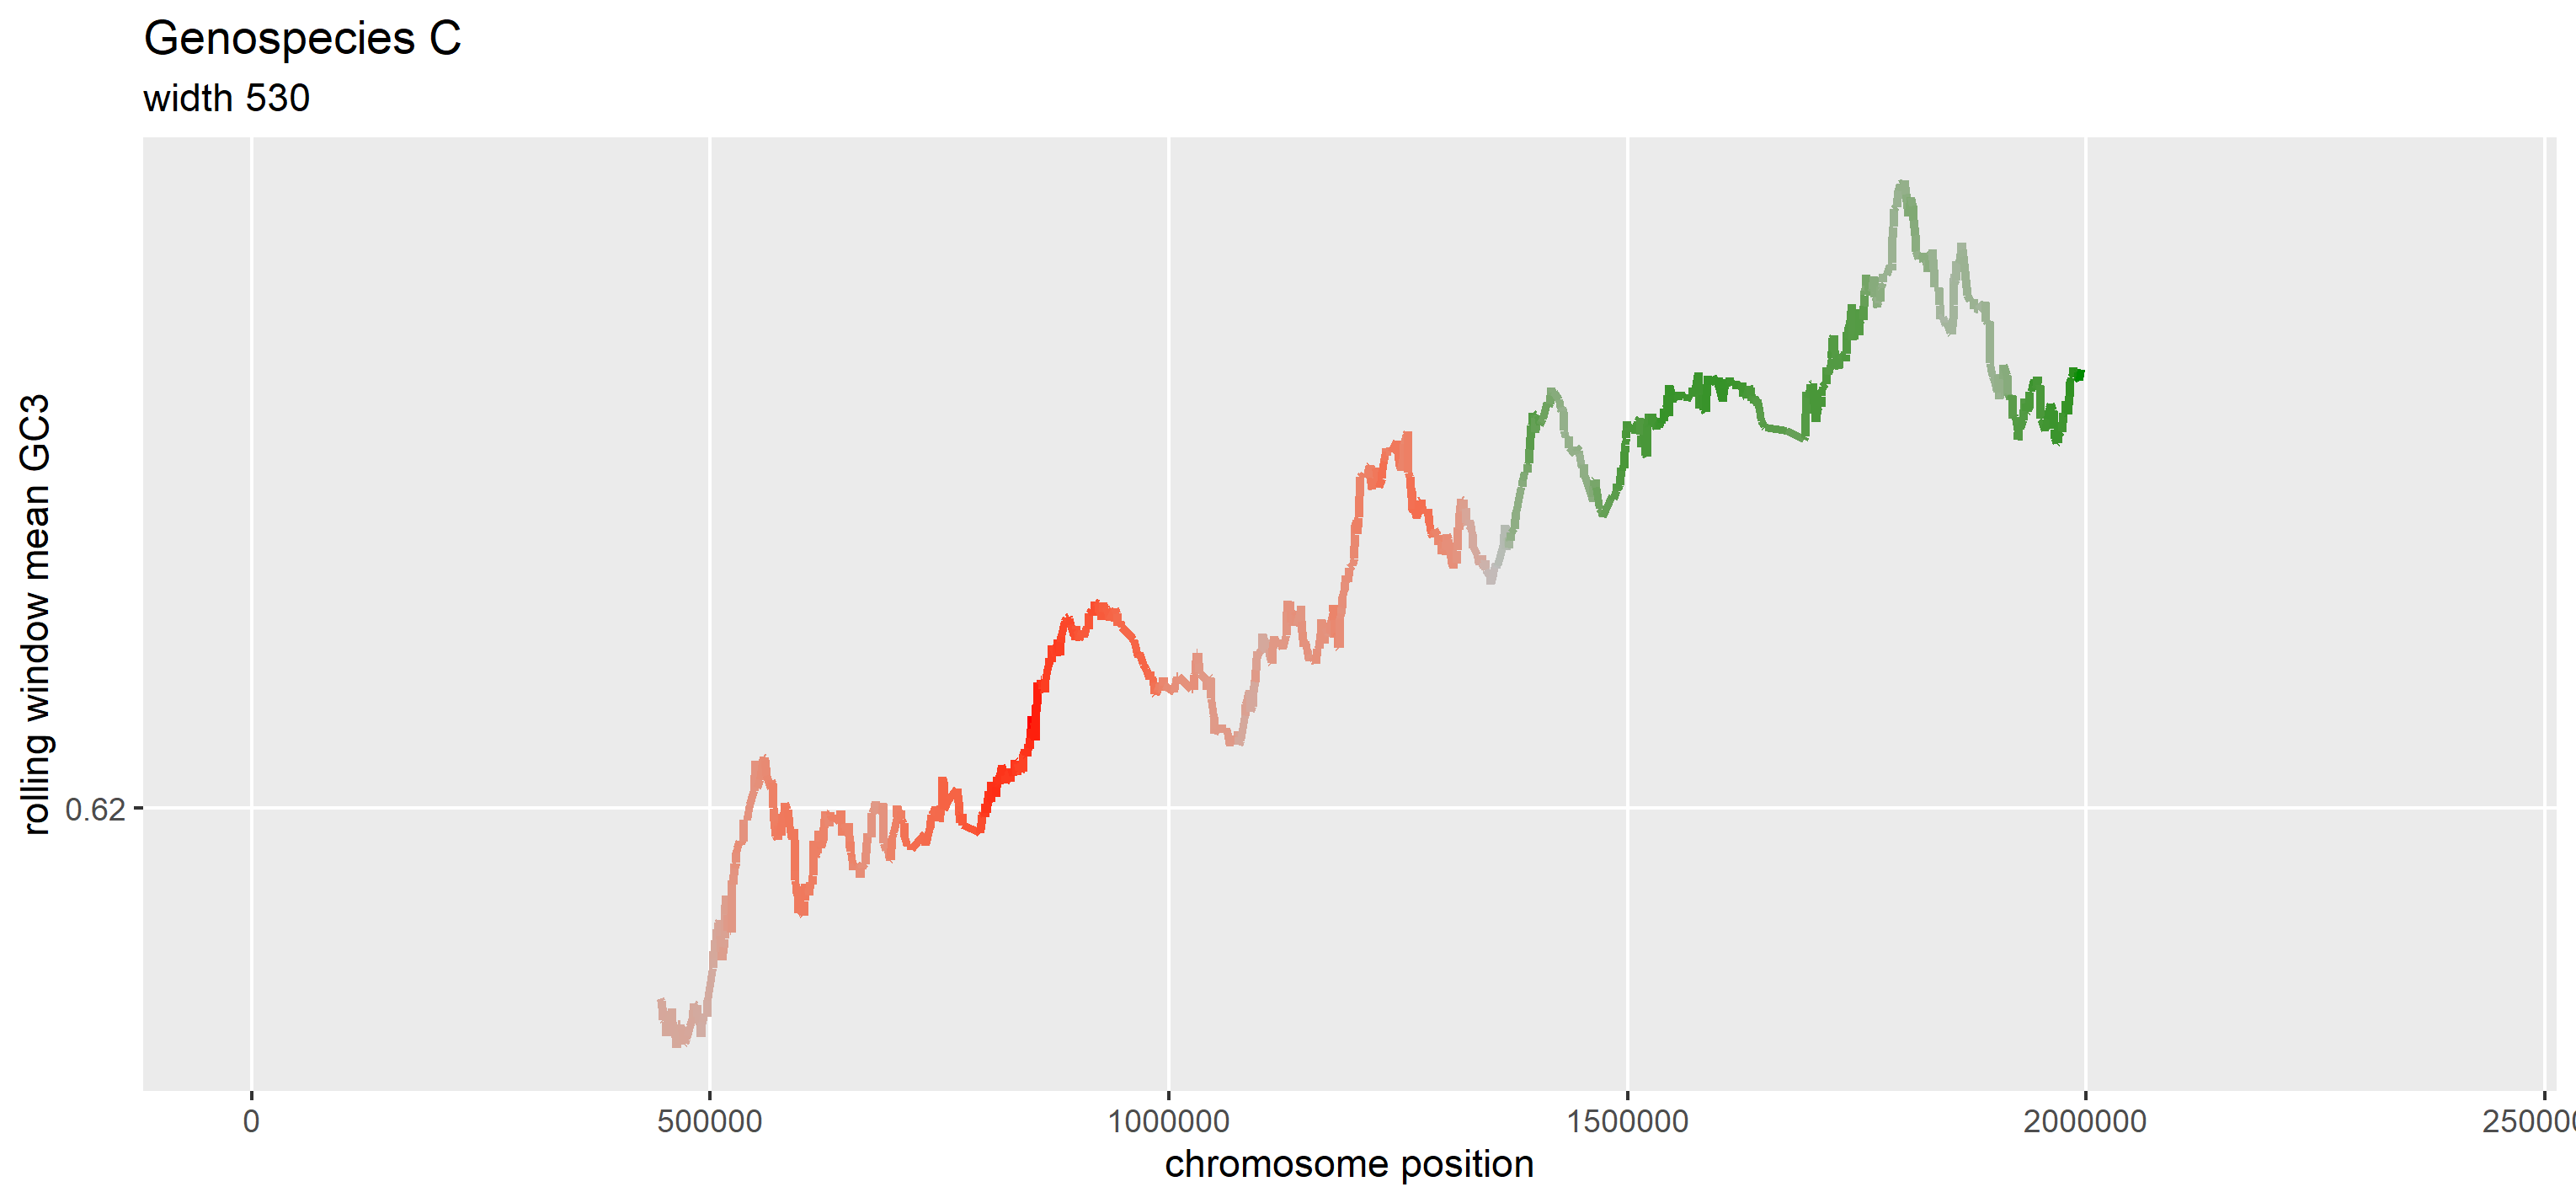 Genospecies C
width 530
rolling window mean GC3
0.62
0 500000 1000000 1500000 2000000
chromosome position